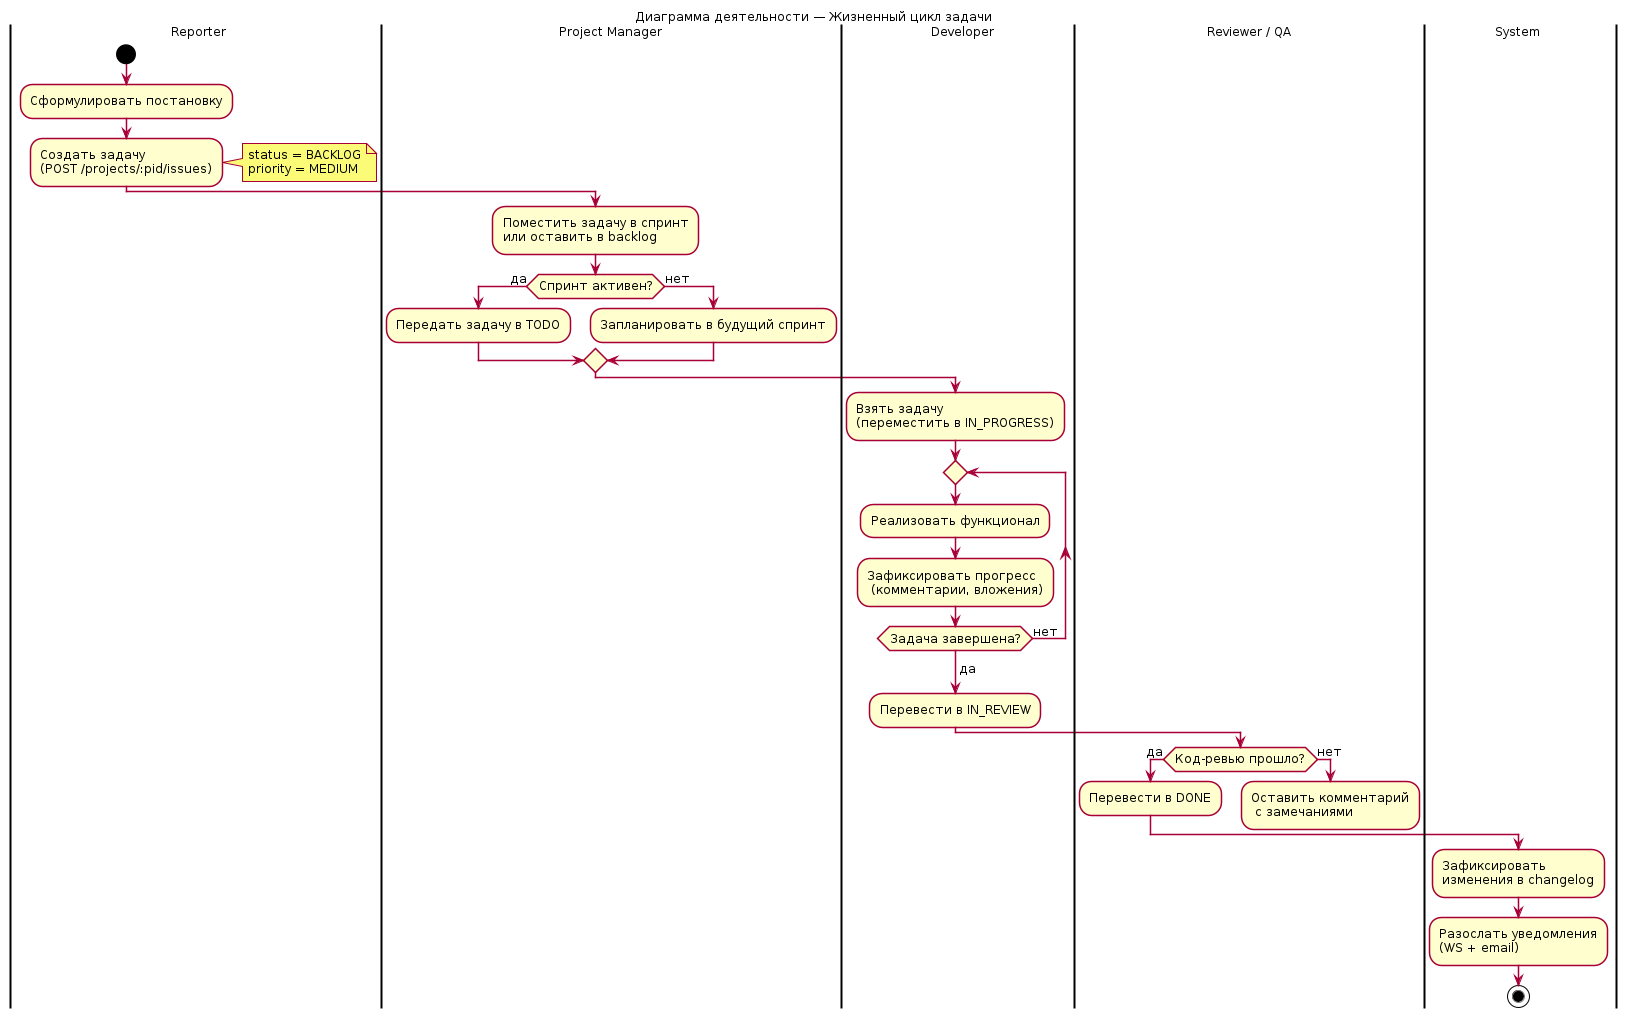 Диаграмма деятельности — Жизненный цикл задачи
Reporter
Project Manager
Developer
Reviewer / QA
System
Сформулировать постановку
Создать задачу
(POST /projects/:pid/issues)
status = BACKLOG
priority = MEDIUM
Поместить задачу в спринт
или оставить в backlog
да
Спринт активен?
нет
Передать задачу в TODO
Запланировать в будущий спринт
Взять задачу
(переместить в IN_PROGRESS)
Реализовать функционал
Зафиксировать прогресс
(комментарии, вложения)
Задача завершена?
нет
да
Перевести в IN_REVIEW
да
Код-ревью прошло?
нет
Перевести в DONE
Оставить комментарий
с замечаниями
Зафиксировать
изменения в changelog
Разослать уведомления
(WS + email)